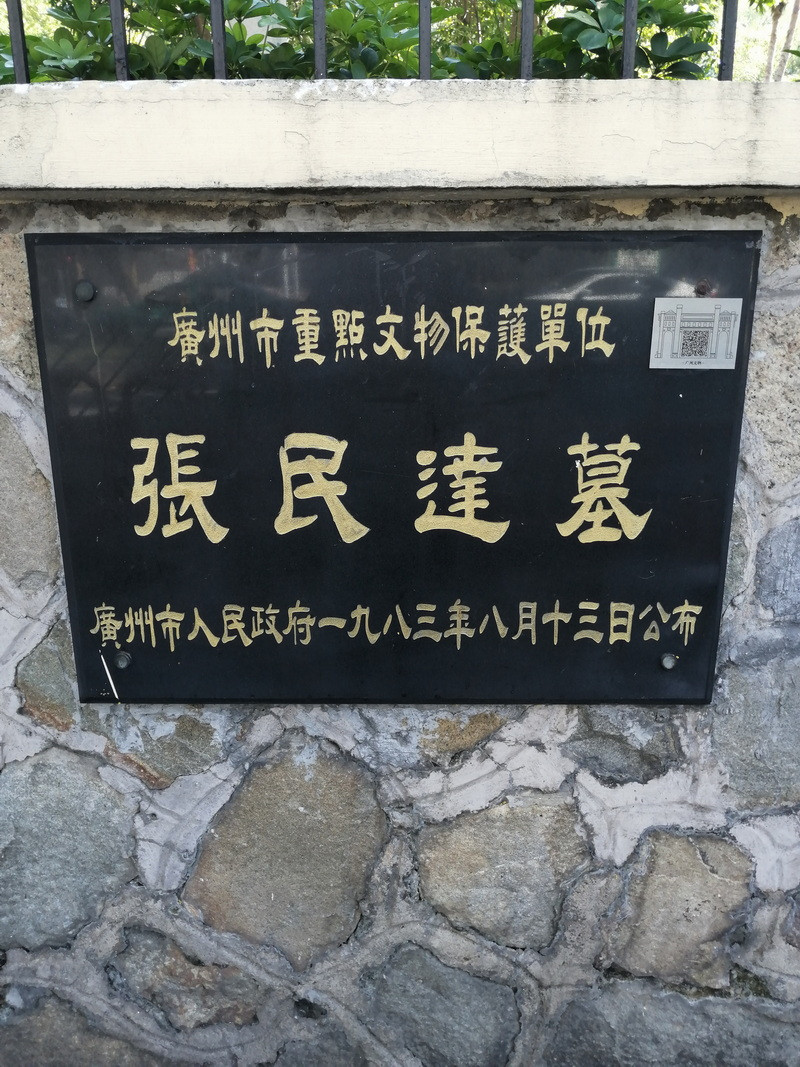 廣州市重點文物保護單位
張民達墓
廣州市人民政府一九八三年八月十三日公布